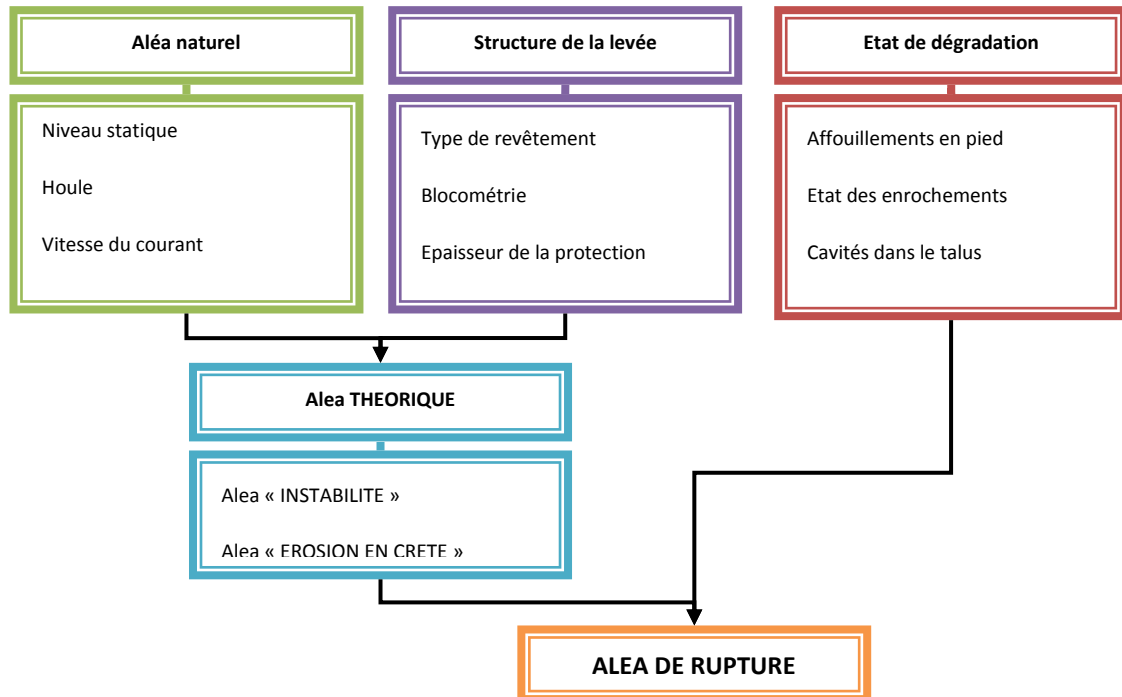 Aléa naturel
Niveau statique
Houle
Vitesse du courant
Structure de la levée
Type de revêtement
Blocométrie
Epaisseur de la protection
Etat de dégradation
Affouillements en pied
Etat des enrochements
Cavités dans le talus
Alea THEORIQUE
Alea « INSTABILITE »
Alea « EROSION EN CRETE »
ALEA DE RUPTURE